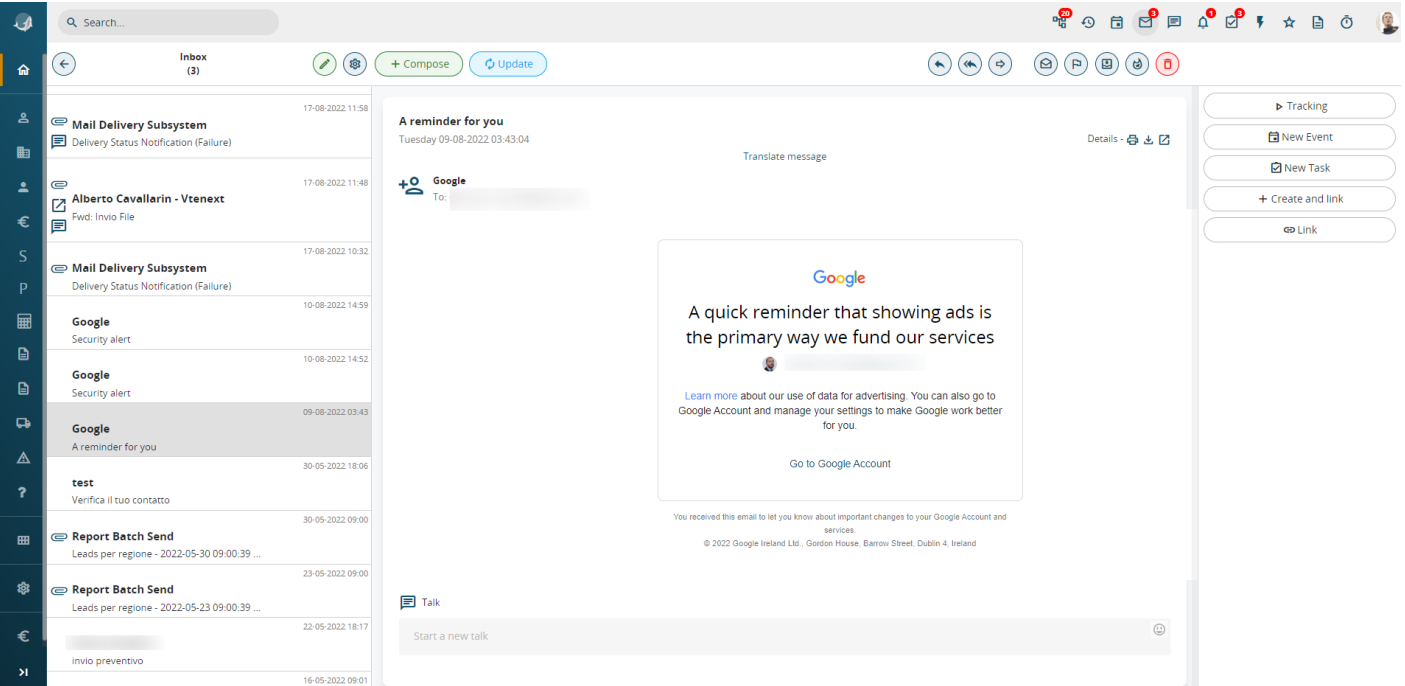 Search...
20
3
1
3
Inbox
(3)
+ Compose
Update
17-08-2022 11:58
Mail Delivery Subsystem
Delivery Status Notification (Failure)
17-08-2022 11:48
Alberto Cavallarin - Vtenext
Fwd: Invio File
17-08-2022 10:32
Mail Delivery Subsystem
Delivery Status Notification (Failure)
10-08-2022 14:59
Google
Security alert
10-08-2022 14:52
Google
Security alert
09-08-2022 03:43
Google
A reminder for you
30-05-2022 18:06
test
Verifica il tuo contatto
30-05-2022 09:00
Report Batch Send
Leads per regione - 2022-05-30 09:00:39 ...
23-05-2022 09:00
Report Batch Send
Leads per regione - 2022-05-23 09:00:39 ...
22-05-2022 18:17
invio preventivo
16-05-2022 09:01
A reminder for you
Tuesday 09-08-2022 03:43:04
Details -
Translate message
Google
To:
Google
A quick reminder that showing ads is
the primary way we fund our services
Learn more about our use of data for advertising. You can also go to
Google Account and manage your settings to make Google work better
for you.
Go to Google Account
You received this email to let you know about important changes to your Google Account and
services.
© 2022 Google Ireland Ltd., Gordon House, Barrow Street, Dublin 4, Ireland
Talk
Start a new talk
Tracking
New Event
New Task
+ Create and link
Link
€
S
P
?
€